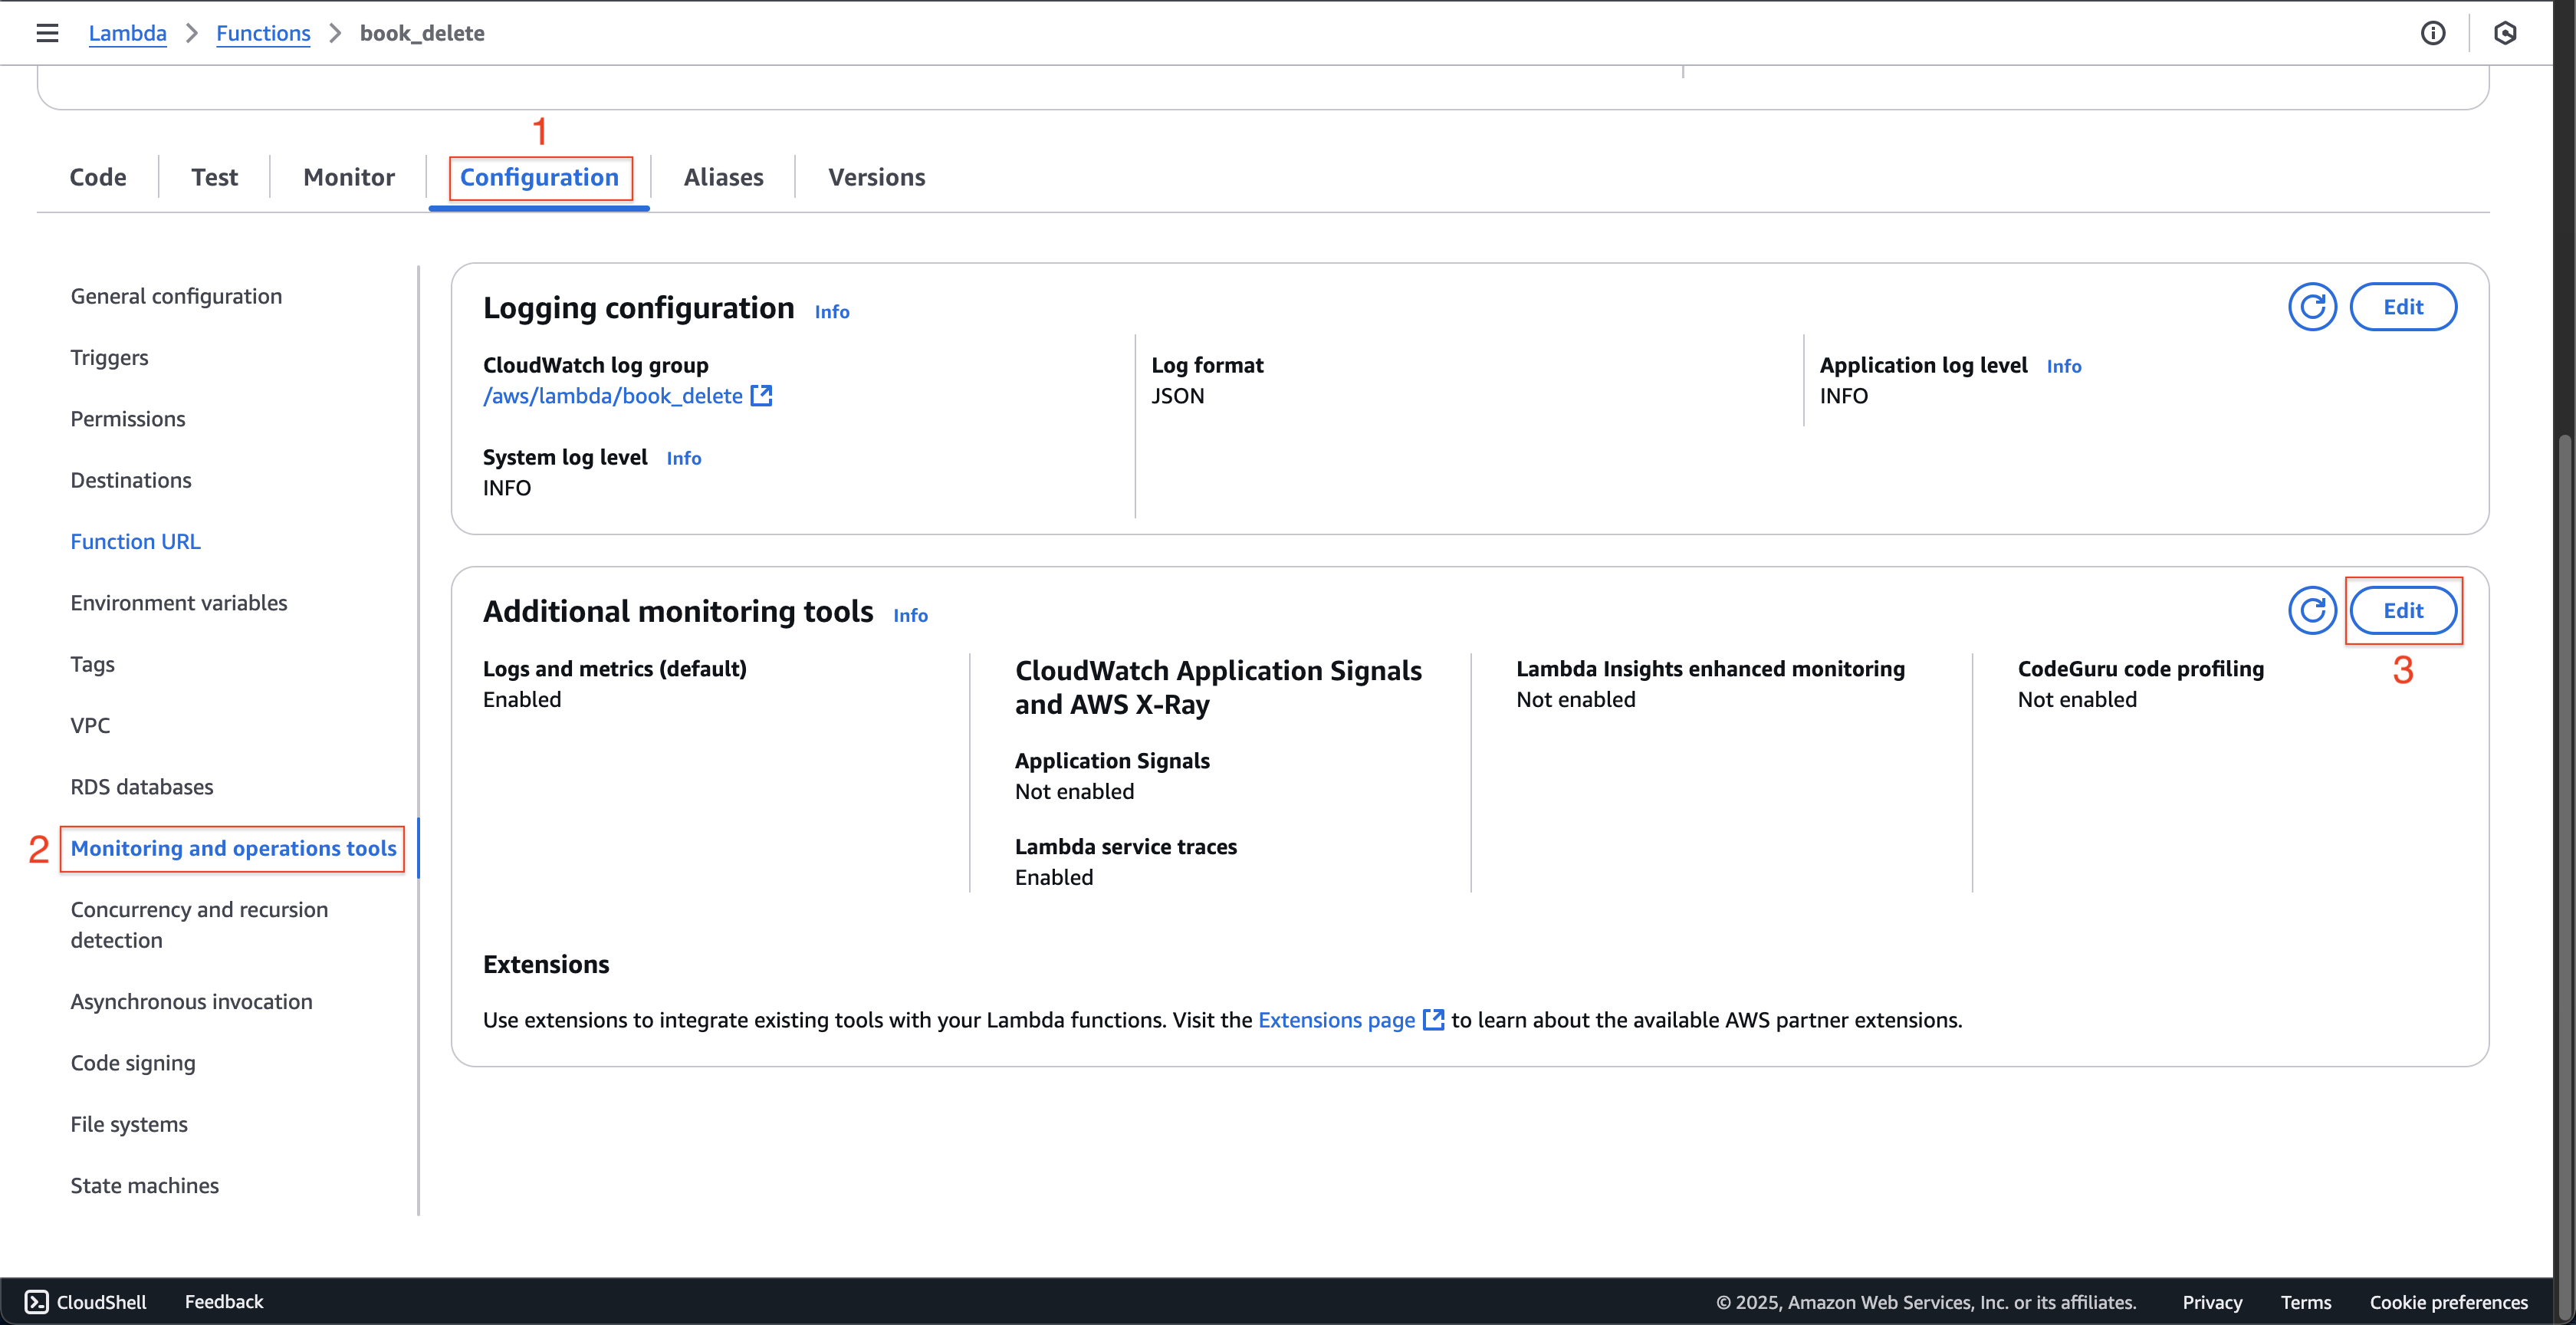 Lambda > Functions > book_delete
1
Code Test Monitor Configuration Aliases Versions
General configuration
Triggers
Permissions
Destinations
Function URL
Environment variables
Tags
VPC
RDS databases
2 Monitoring and operations tools
Concurrency and recursion
detection
Asynchronous invocation
Code signing
File systems
State machines
Logging configuration Info
Edit
CloudWatch log group
/aws/lambda/book_delete
Log format
JSON
Application log level Info
INFO
System log level Info
INFO
Additional monitoring tools Info
Edit
3
Logs and metrics (default)
Enabled
CloudWatch Application Signals
and AWS X-Ray
Application Signals
Not enabled
Lambda service traces
Enabled
Lambda Insights enhanced monitoring
Not enabled
CodeGuru code profiling
Not enabled
Extensions
Use extensions to integrate existing tools with your Lambda functions. Visit the Extensions page to learn about the available AWS partner extensions.
CloudShell Feedback © 2025, Amazon Web Services, Inc. or its affiliates. Privacy Terms Cookie preferences